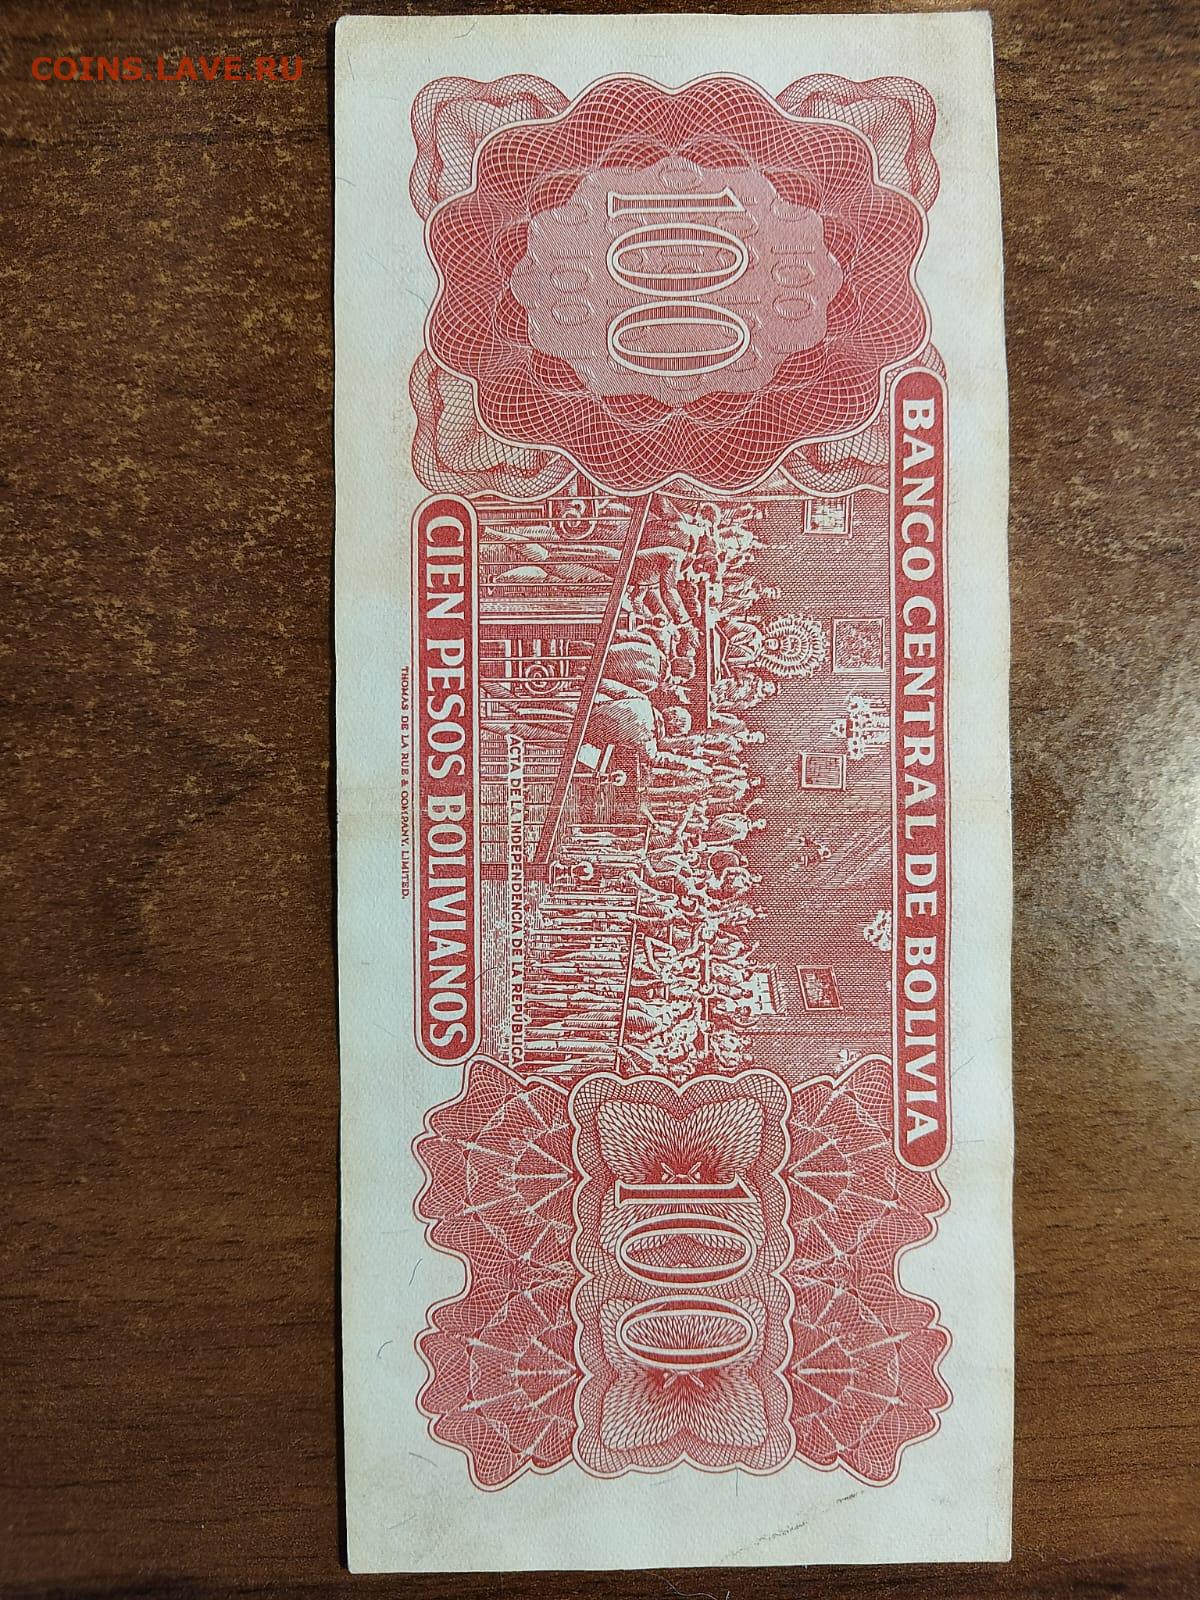 COINS.LAVE.RU
BANCO CENTRAL DE BOLIVIA
100
100
ACTA DE LA INDEPENDENCIA DE LA REPÚBLICA
CIEN PESOS BOLIVIANOS
THOMAS DE LA RUE & COMPANY, LIMITED.